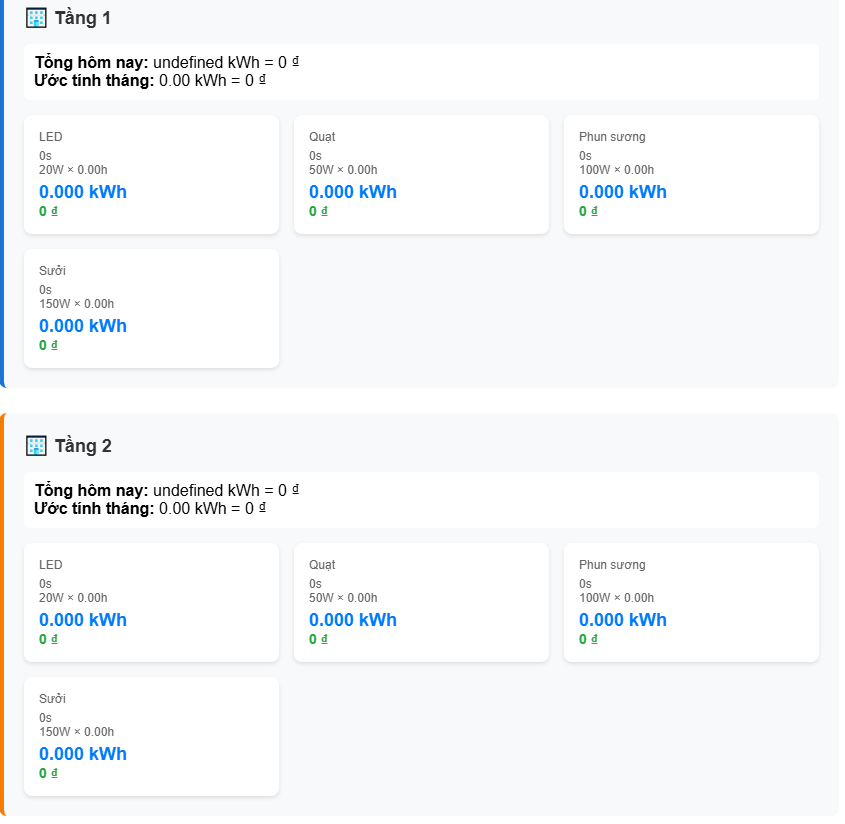 Tầng 1
Tổng hôm nay: undefined kWh = 0 ₫
Ước tính tháng: 0.00 kWh = 0 ₫
LED
0s
20W × 0.00h
0.000 kWh
0 ₫
Quạt
0s
50W × 0.00h
0.000 kWh
0 ₫
Phun sương
0s
100W × 0.00h
0.000 kWh
0 ₫
Sưởi
0s
150W × 0.00h
0.000 kWh
0 ₫
Tầng 2
Tổng hôm nay: undefined kWh = 0 ₫
Ước tính tháng: 0.00 kWh = 0 ₫
LED
0s
20W × 0.00h
0.000 kWh
0 ₫
Quạt
0s
50W × 0.00h
0.000 kWh
0 ₫
Phun sương
0s
100W × 0.00h
0.000 kWh
0 ₫
Sưởi
0s
150W × 0.00h
0.000 kWh
0 ₫